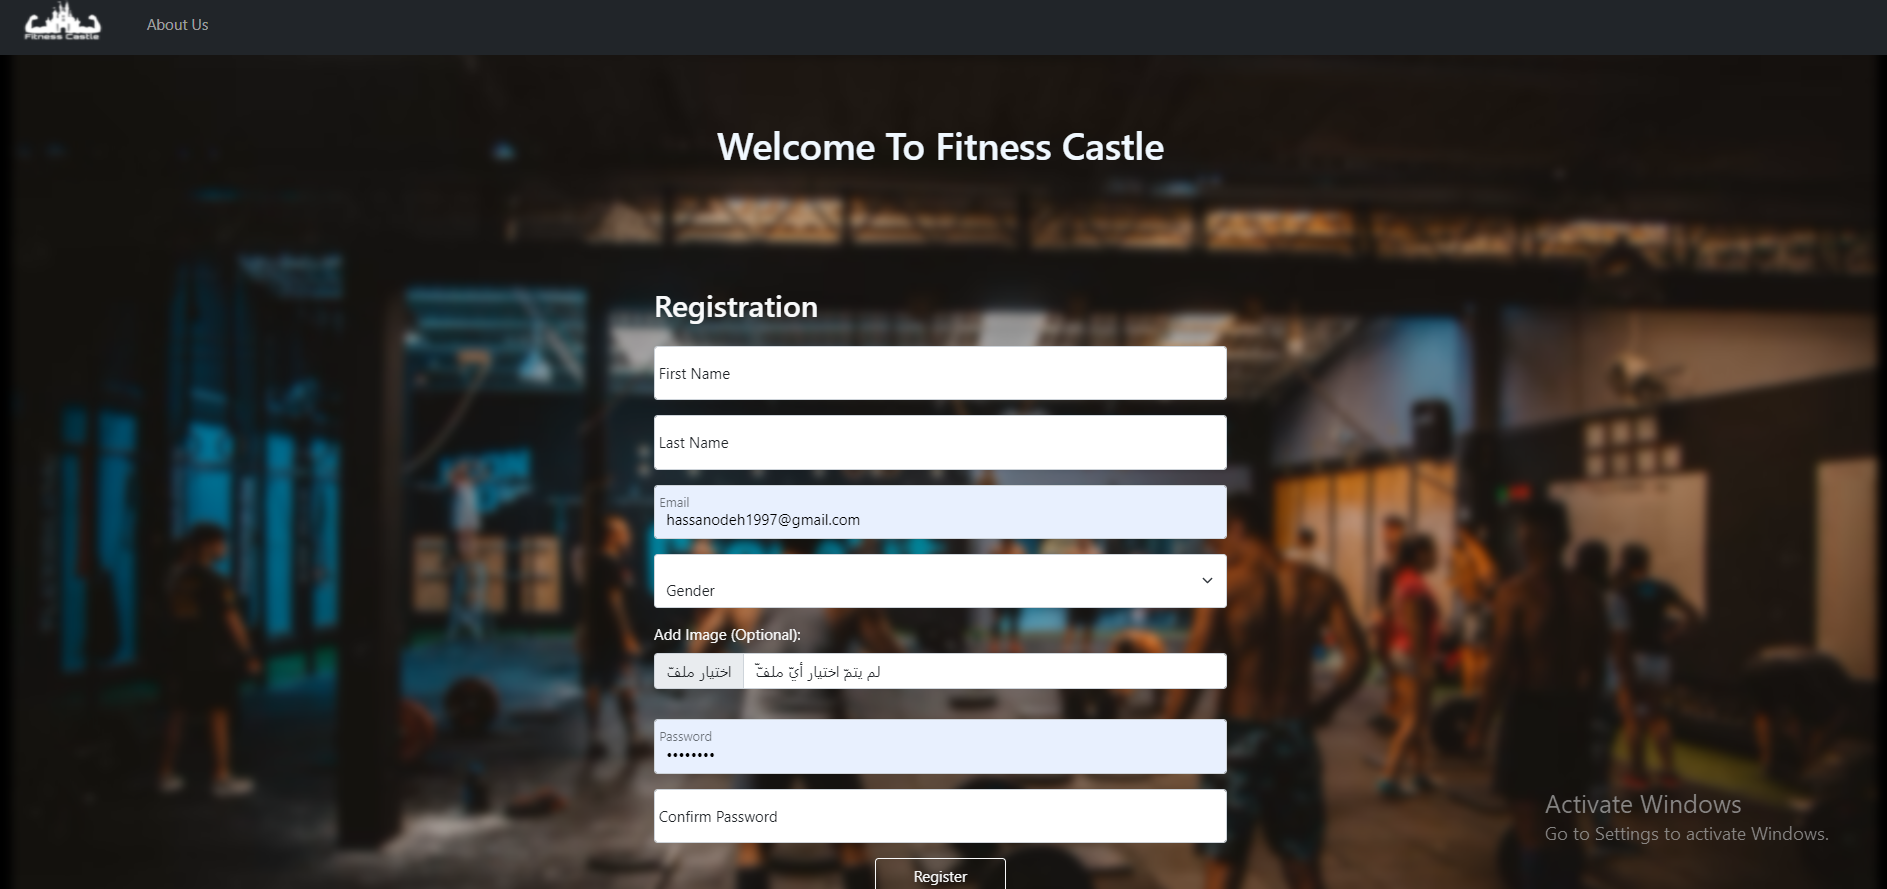 Fitness Castle
About Us
Welcome To Fitness Castle
Registration
First Name
Last Name
Email
hassanodeh1997@gmail.com
Gender
Add Image (Optional):
اختيار ملفّ
لم يتمّ اختيار أيّ ملفّ
Password
••••••••
Confirm Password
Register
Activate Windows
Go to Settings to activate Windows.